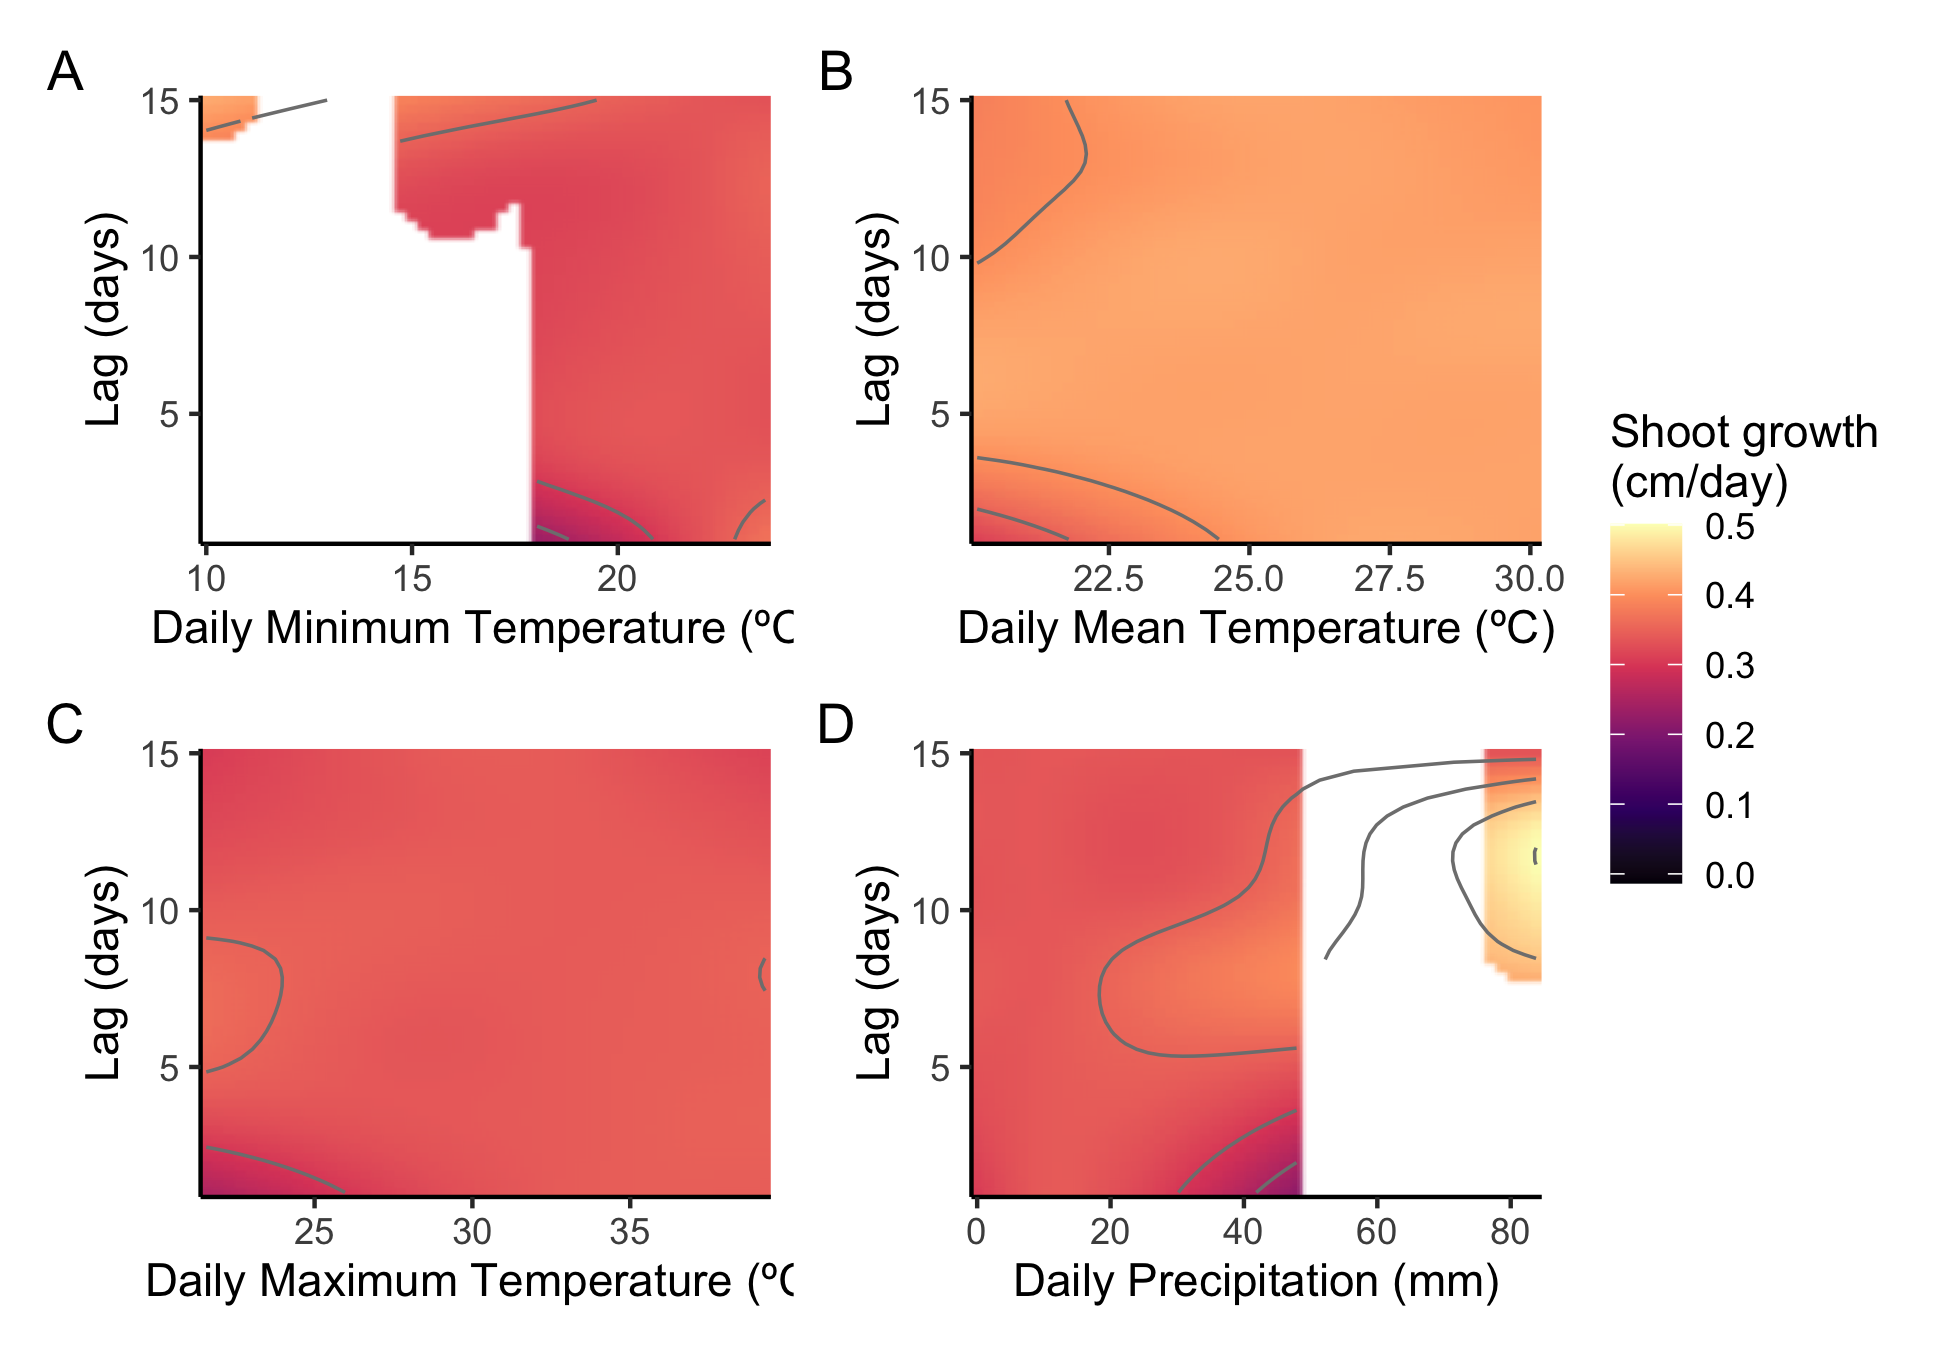 A
15
10
5
Lag (days)
10 15 20
Daily Minimum Temperature (ºC
B
15
10
5
Lag (days)
22.5 25.0 27.5 30.0
Daily Mean Temperature (ºC)
Shoot growth
(cm/day)
0.5
0.4
0.3
0.2
0.1
0.0
C
15
10
5
Lag (days)
25 30 35
Daily Maximum Temperature (ºC
D
15
10
5
Lag (days)
0 20 40 60 80
Daily Precipitation (mm)